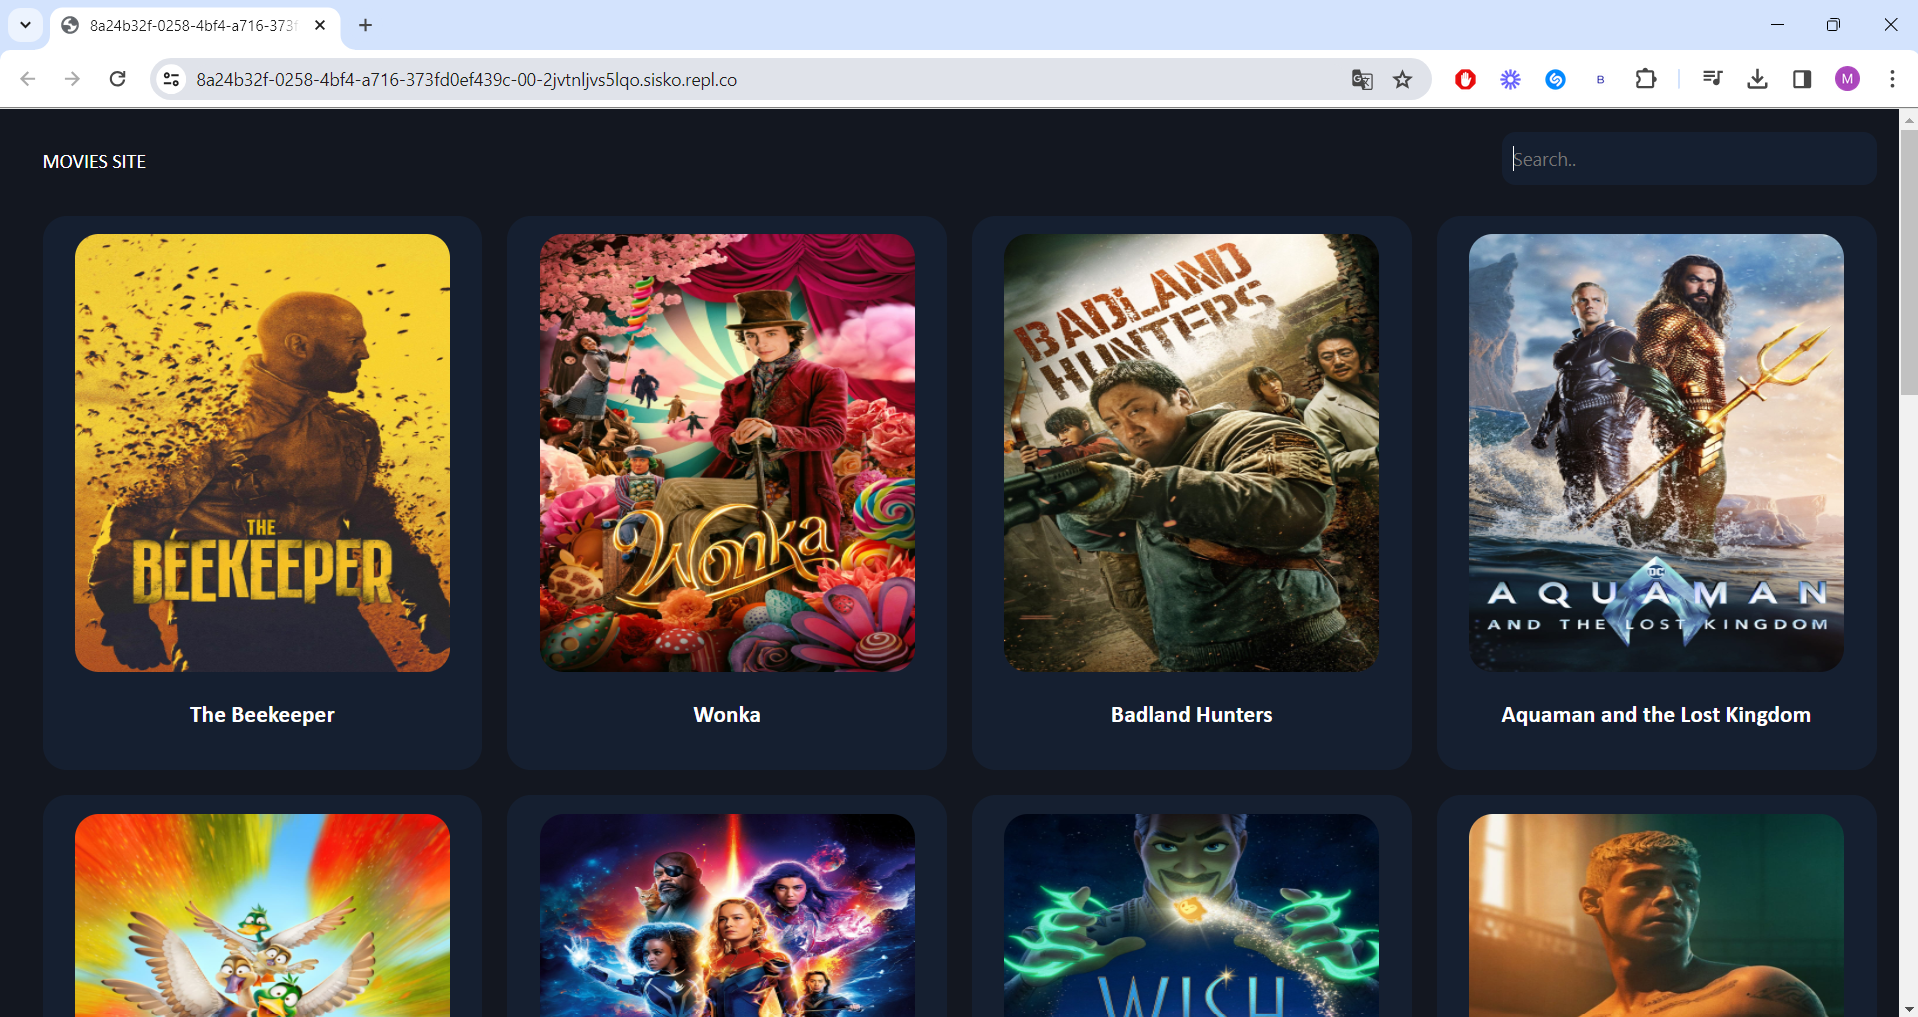 8a24b32f-0258-4bf4-a716-373f
8a24b32f-0258-4bf4-a716-373fd0ef439c-00-2jvtnljvs5lqo.sisko.repl.co
B
M
MOVIES SITE
Search..
THE
BEEKEEPER
Wonka
BADLAND
HUNTERS
DC
AQUAMAN
AND THE LOST KINGDOM
The Beekeeper
Wonka
Badland Hunters
Aquaman and the Lost Kingdom
WISH